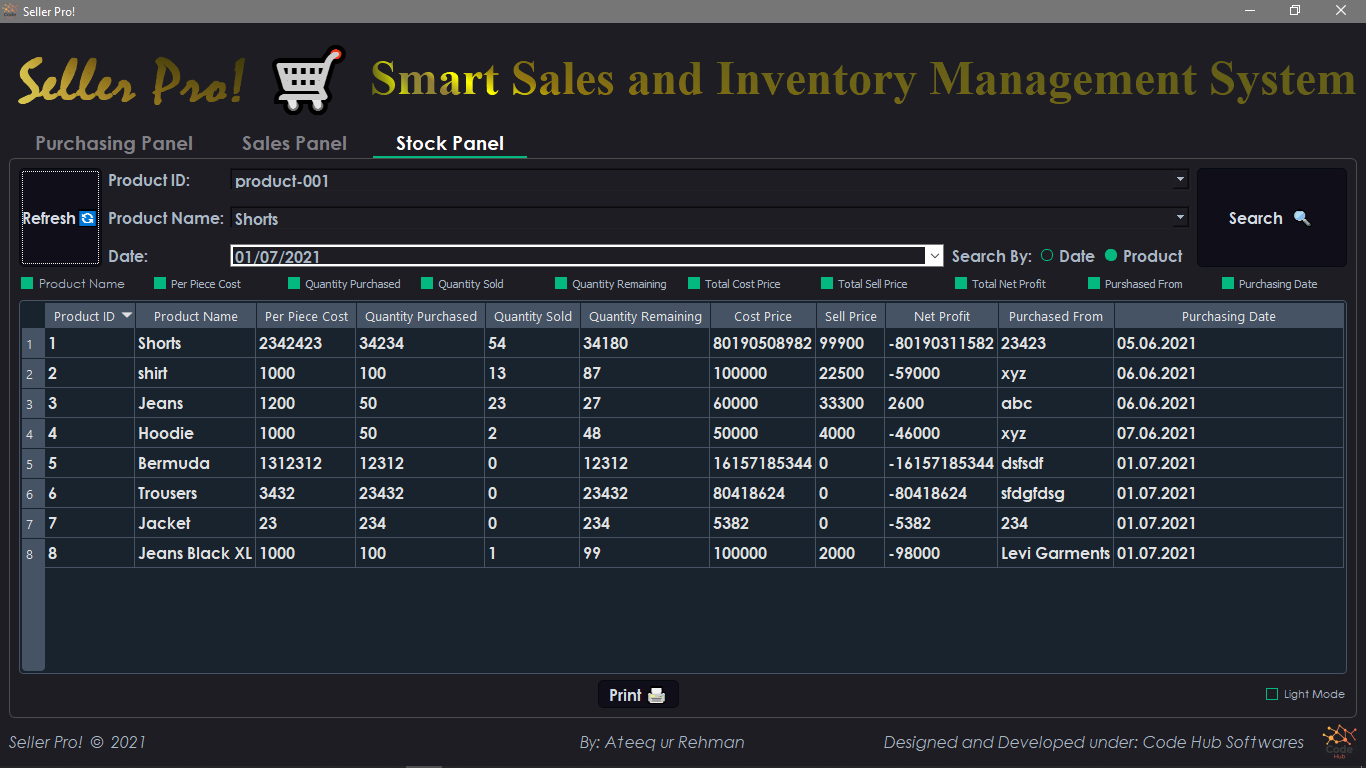 Seller Pro!
Seller Pro! Smart Sales and Inventory Management System
Purchasing Panel Sales Panel Stock Panel
Refresh
Product ID: product-001
Product Name: Shorts
Search
Date: 01/07/2021 Search By: Date Product
Product Name Per Piece Cost Quantity Purchased Quantity Sold Quantity Remaining Total Cost Price Total Sell Price Total Net Profit Purshased From Purchasing Date
Product ID Product Name Per Piece Cost Quantity Purchased Quantity Sold Quantity Remaining Cost Price Sell Price Net Profit Purchased From Purchasing Date
1 1 Shorts 2342423 34234 54 34180 80190508982 99900 -80190311582 23423 05.06.2021
2 2 shirt 1000 100 13 87 100000 22500 -59000 xyz 06.06.2021
3 3 Jeans 1200 50 23 27 60000 33300 2600 abc 06.06.2021
4 4 Hoodie 1000 50 2 48 50000 4000 -46000 xyz 07.06.2021
5 5 Bermuda 1312312 12312 0 12312 16157185344 0 -16157185344 dsfsdf 01.07.2021
6 6 Trousers 3432 23432 0 23432 80418624 0 -80418624 sfdgfdsg 01.07.2021
7 7 Jacket 23 234 0 234 5382 0 -5382 234 01.07.2021
8 8 Jeans Black XL 1000 100 1 99 100000 2000 -98000 Levi Garments 01.07.2021
Print
Light Mode
Seller Pro! © 2021 By: Ateeq ur Rehman Designed and Developed under: Code Hub Softwares
Code
Hub